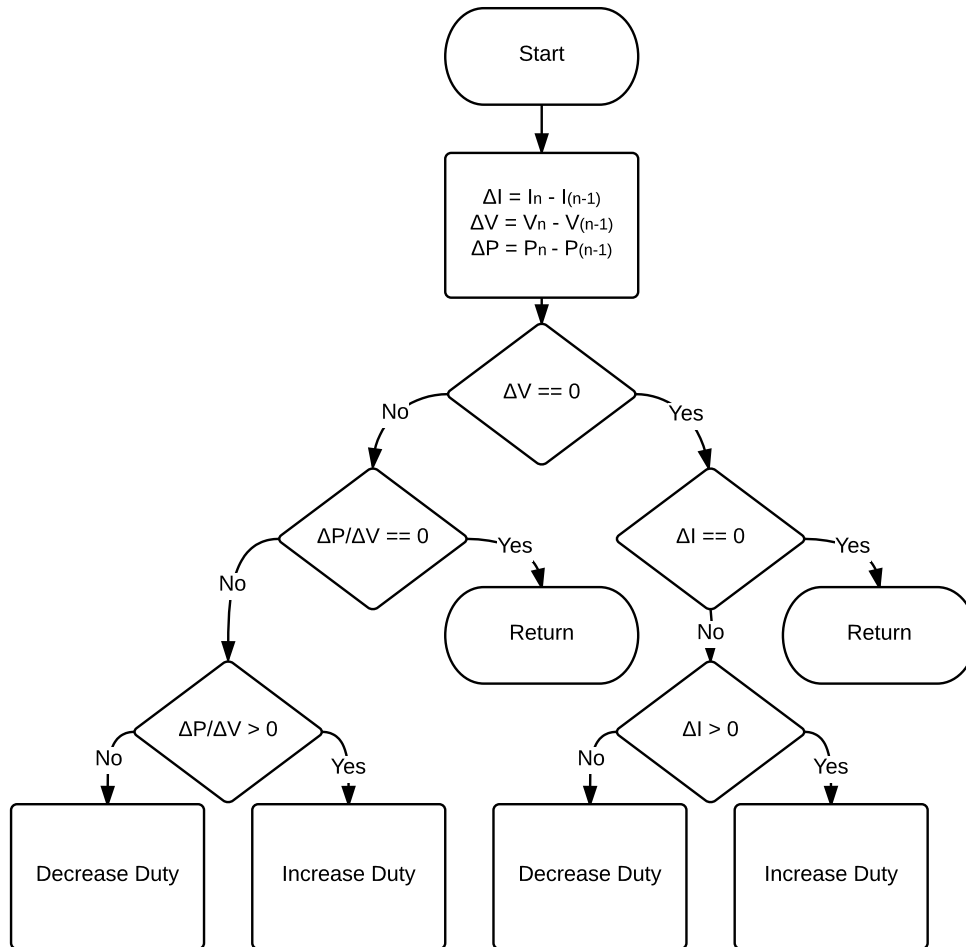 Start
ΔI = In - I(n-1)
ΔV = Vn - V(n-1)
ΔP = Pn - P(n-1)
ΔV == 0
No
Yes
ΔP/ΔV == 0
ΔI == 0
Yes
Yes
No
Return
No
Return
ΔP/ΔV > 0
ΔI > 0
No
Yes
No
Yes
Decrease Duty
Increase Duty
Decrease Duty
Increase Duty